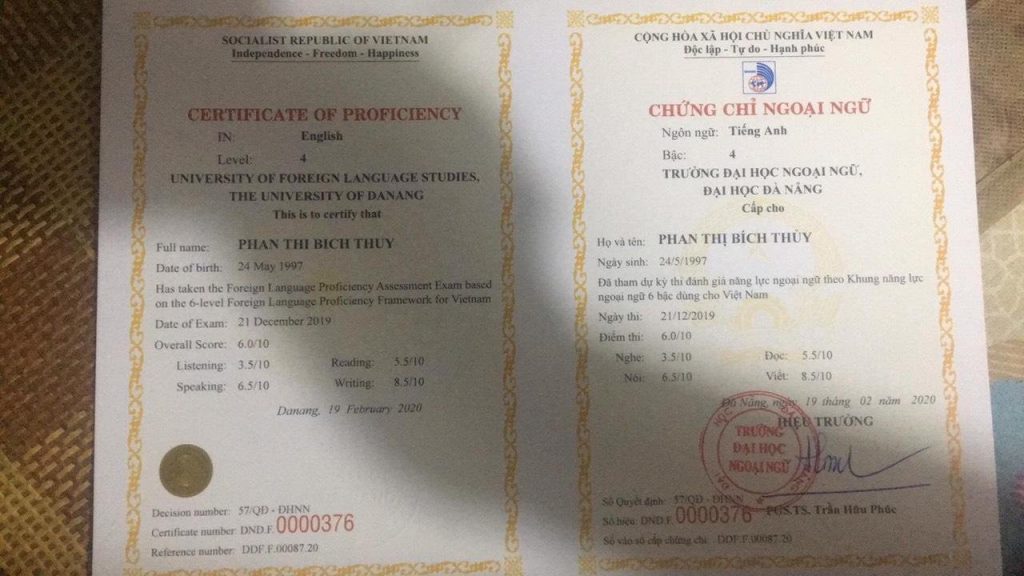 SOCIALIST REPUBLIC OF VIETNAM
Independence - Freedom - Happiness
CERTIFICATE OF PROFICIENCY
IN: English
Level: 4
UNIVERSITY OF FOREIGN LANGUAGE STUDIES,
THE UNIVERSITY OF DANANG
This is to certify that
Full name: PHAN THI BICH THUY
Date of birth: 24 May 1997
Has taken the Foreign Language Proficiency Assessment Exam based
on the 6-level Foreign Language Proficiency Framework for Vietnam
Date of Exam: 21 December 2019
Overall Score: 6.0/10
Listening: 3.5/10 Reading: 5.5/10
Speaking: 6.5/10 Writing: 8.5/10
Danang, 19 February 2020
Decision number: 57/QĐ - ĐHNN
Certificate number: DND.F.0000376
Reference number: DDF.F.00087.20
CỘNG HÒA XÃ HỘI CHỦ NGHĨA VIỆT NAM
Độc lập - Tự do - Hạnh phúc
CHỨNG CHỈ NGOẠI NGỮ
Ngôn ngữ: Tiếng Anh
Bậc: 4
TRƯỜNG ĐẠI HỌC NGOẠI NGỮ,
ĐẠI HỌC ĐÀ NẴNG
Cấp cho
Họ và tên: PHAN THỊ BÍCH THỦY
Ngày sinh: 24/5/1997
Đã tham dự kỳ thi đánh giá năng lực ngoại ngữ theo Khung năng lực
ngoại ngữ 6 bậc dùng cho Việt Nam
Ngày thi: 21/12/2019
Điểm thi: 6.0/10
Nghe: 3.5/10 Đọc: 5.5/10
Nói: 6.5/10 Viết: 8.5/10
Đà Nẵng, ngày 19 tháng 02 năm 2020
HIỆU TRƯỞNG
TRƯỜNG
ĐẠI HỌC
NGOẠI NGỮ
Số Quyết định: 57/QĐ - ĐHNN
Số hiệu: DND.F.0000376 PGS.TS. Trần Hữu Phúc
Số vào sổ cấp chứng chỉ: DDF.F.00087.20